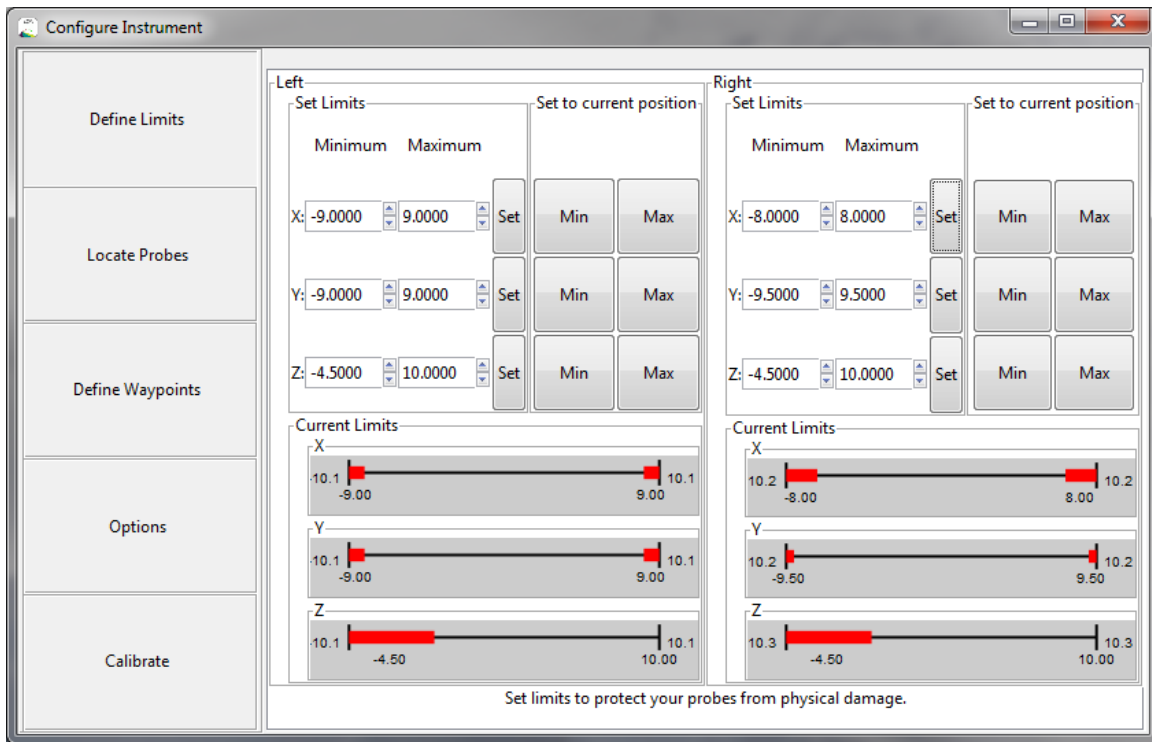 Configure Instrument
Define Limits
Locate Probes
Define Waypoints
Options
Calibrate
Left
Set Limits
Set to current position
Minimum Maximum
X: -9.0000 9.0000 Set Min Max
Y: -9.0000 9.0000 Set Min Max
Z: -4.5000 10.0000 Set Min Max
Current Limits
X
-10.1 10.1
-9.00 9.00
Y
-10.1 10.1
-9.00 9.00
Z
-10.1 10.1
-4.50 10.00
Right
Set Limits
Set to current position
Minimum Maximum
X: -8.0000 8.0000 Set Min Max
Y: -9.5000 9.5000 Set Min Max
Z: -4.5000 10.0000 Set Min Max
Current Limits
X
10.2 10.2
-8.00 8.00
Y
10.2 10.2
-9.50 9.50
Z
10.3 10.3
-4.50 10.00
Set limits to protect your probes from physical damage.